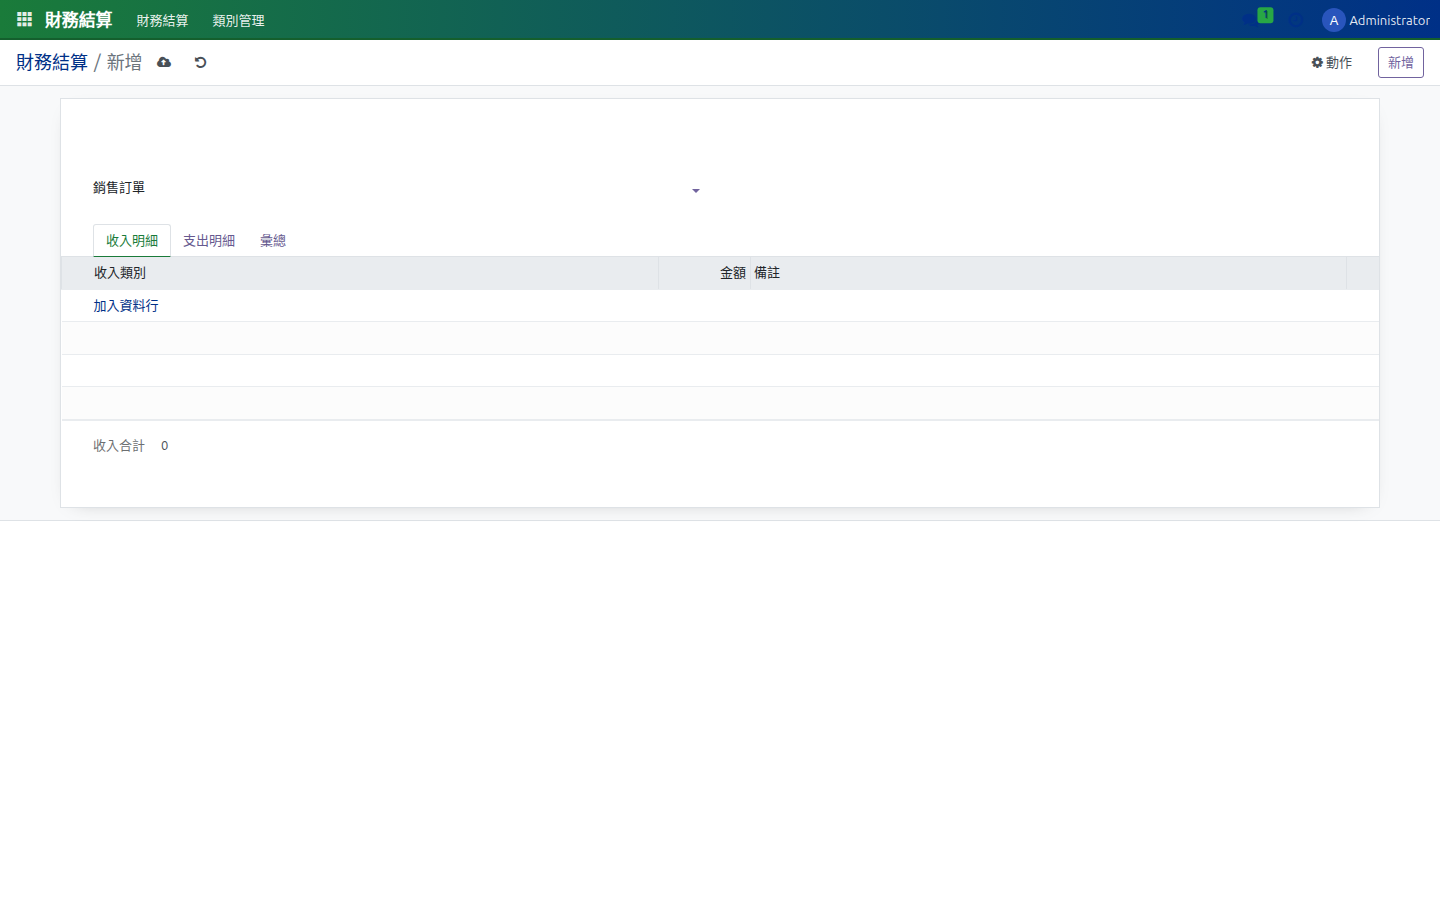 財務結算 財務結算 類別管理 1 A Administrator
財務結算 / 新增 動作 新增
銷售訂單
收入明細 支出明細 彙總
收入類別 金額 備註
加入資料行
收入合計 0